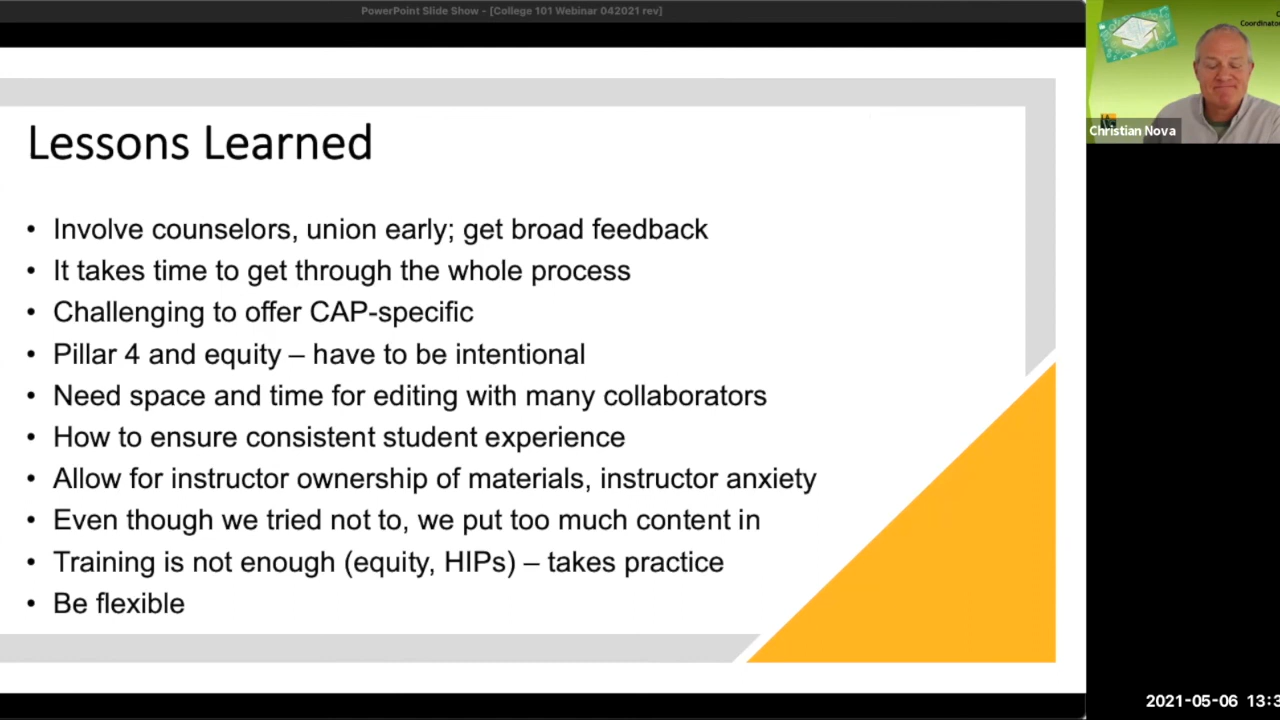 PowerPoint Slide Show - [College 101 Webinar 042021 rev]
Lessons Learned
• Involve counselors, union early; get broad feedback
• It takes time to get through the whole process
• Challenging to offer CAP-specific
• Pillar 4 and equity – have to be intentional
• Need space and time for editing with many collaborators
• How to ensure consistent student experience
• Allow for instructor ownership of materials, instructor anxiety
• Even though we tried not to, we put too much content in
• Training is not enough (equity, HIPs) – takes practice
• Be flexible
Coordinator
Christian Nova
2021-05-06 13:3